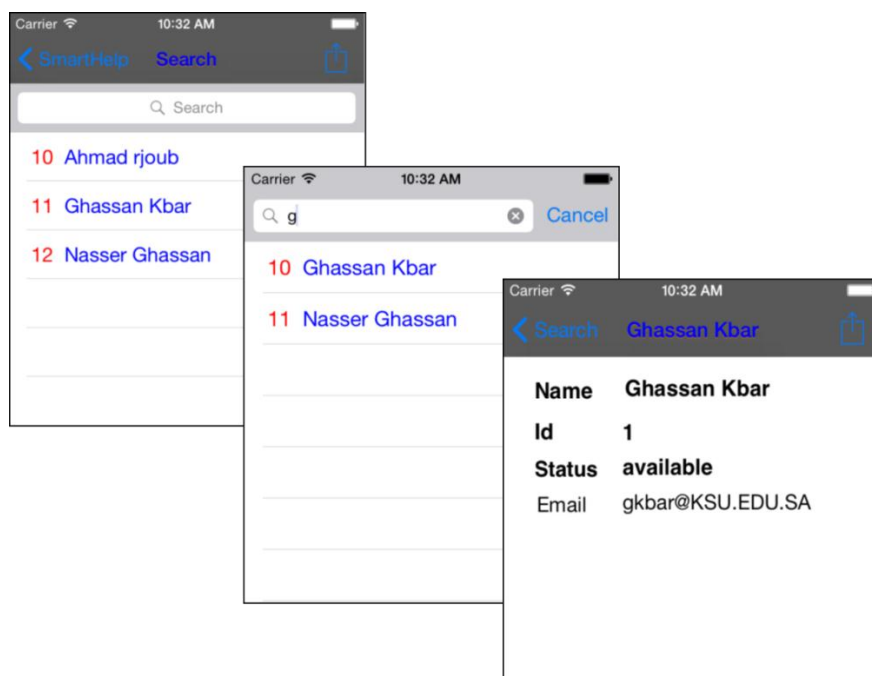 Carrier 10:32 AM
SmartHelp Search
Search
10 Ahmad rjoub
11 Ghassan Kbar
12 Nasser Ghassan
Carrier 10:32 AM
g Cancel
10 Ghassan Kbar
11 Nasser Ghassan
Carrier 10:32 AM
Search Ghassan Kbar
Name Ghassan Kbar
Id 1
Status available
Email gkbar@KSU.EDU.SA